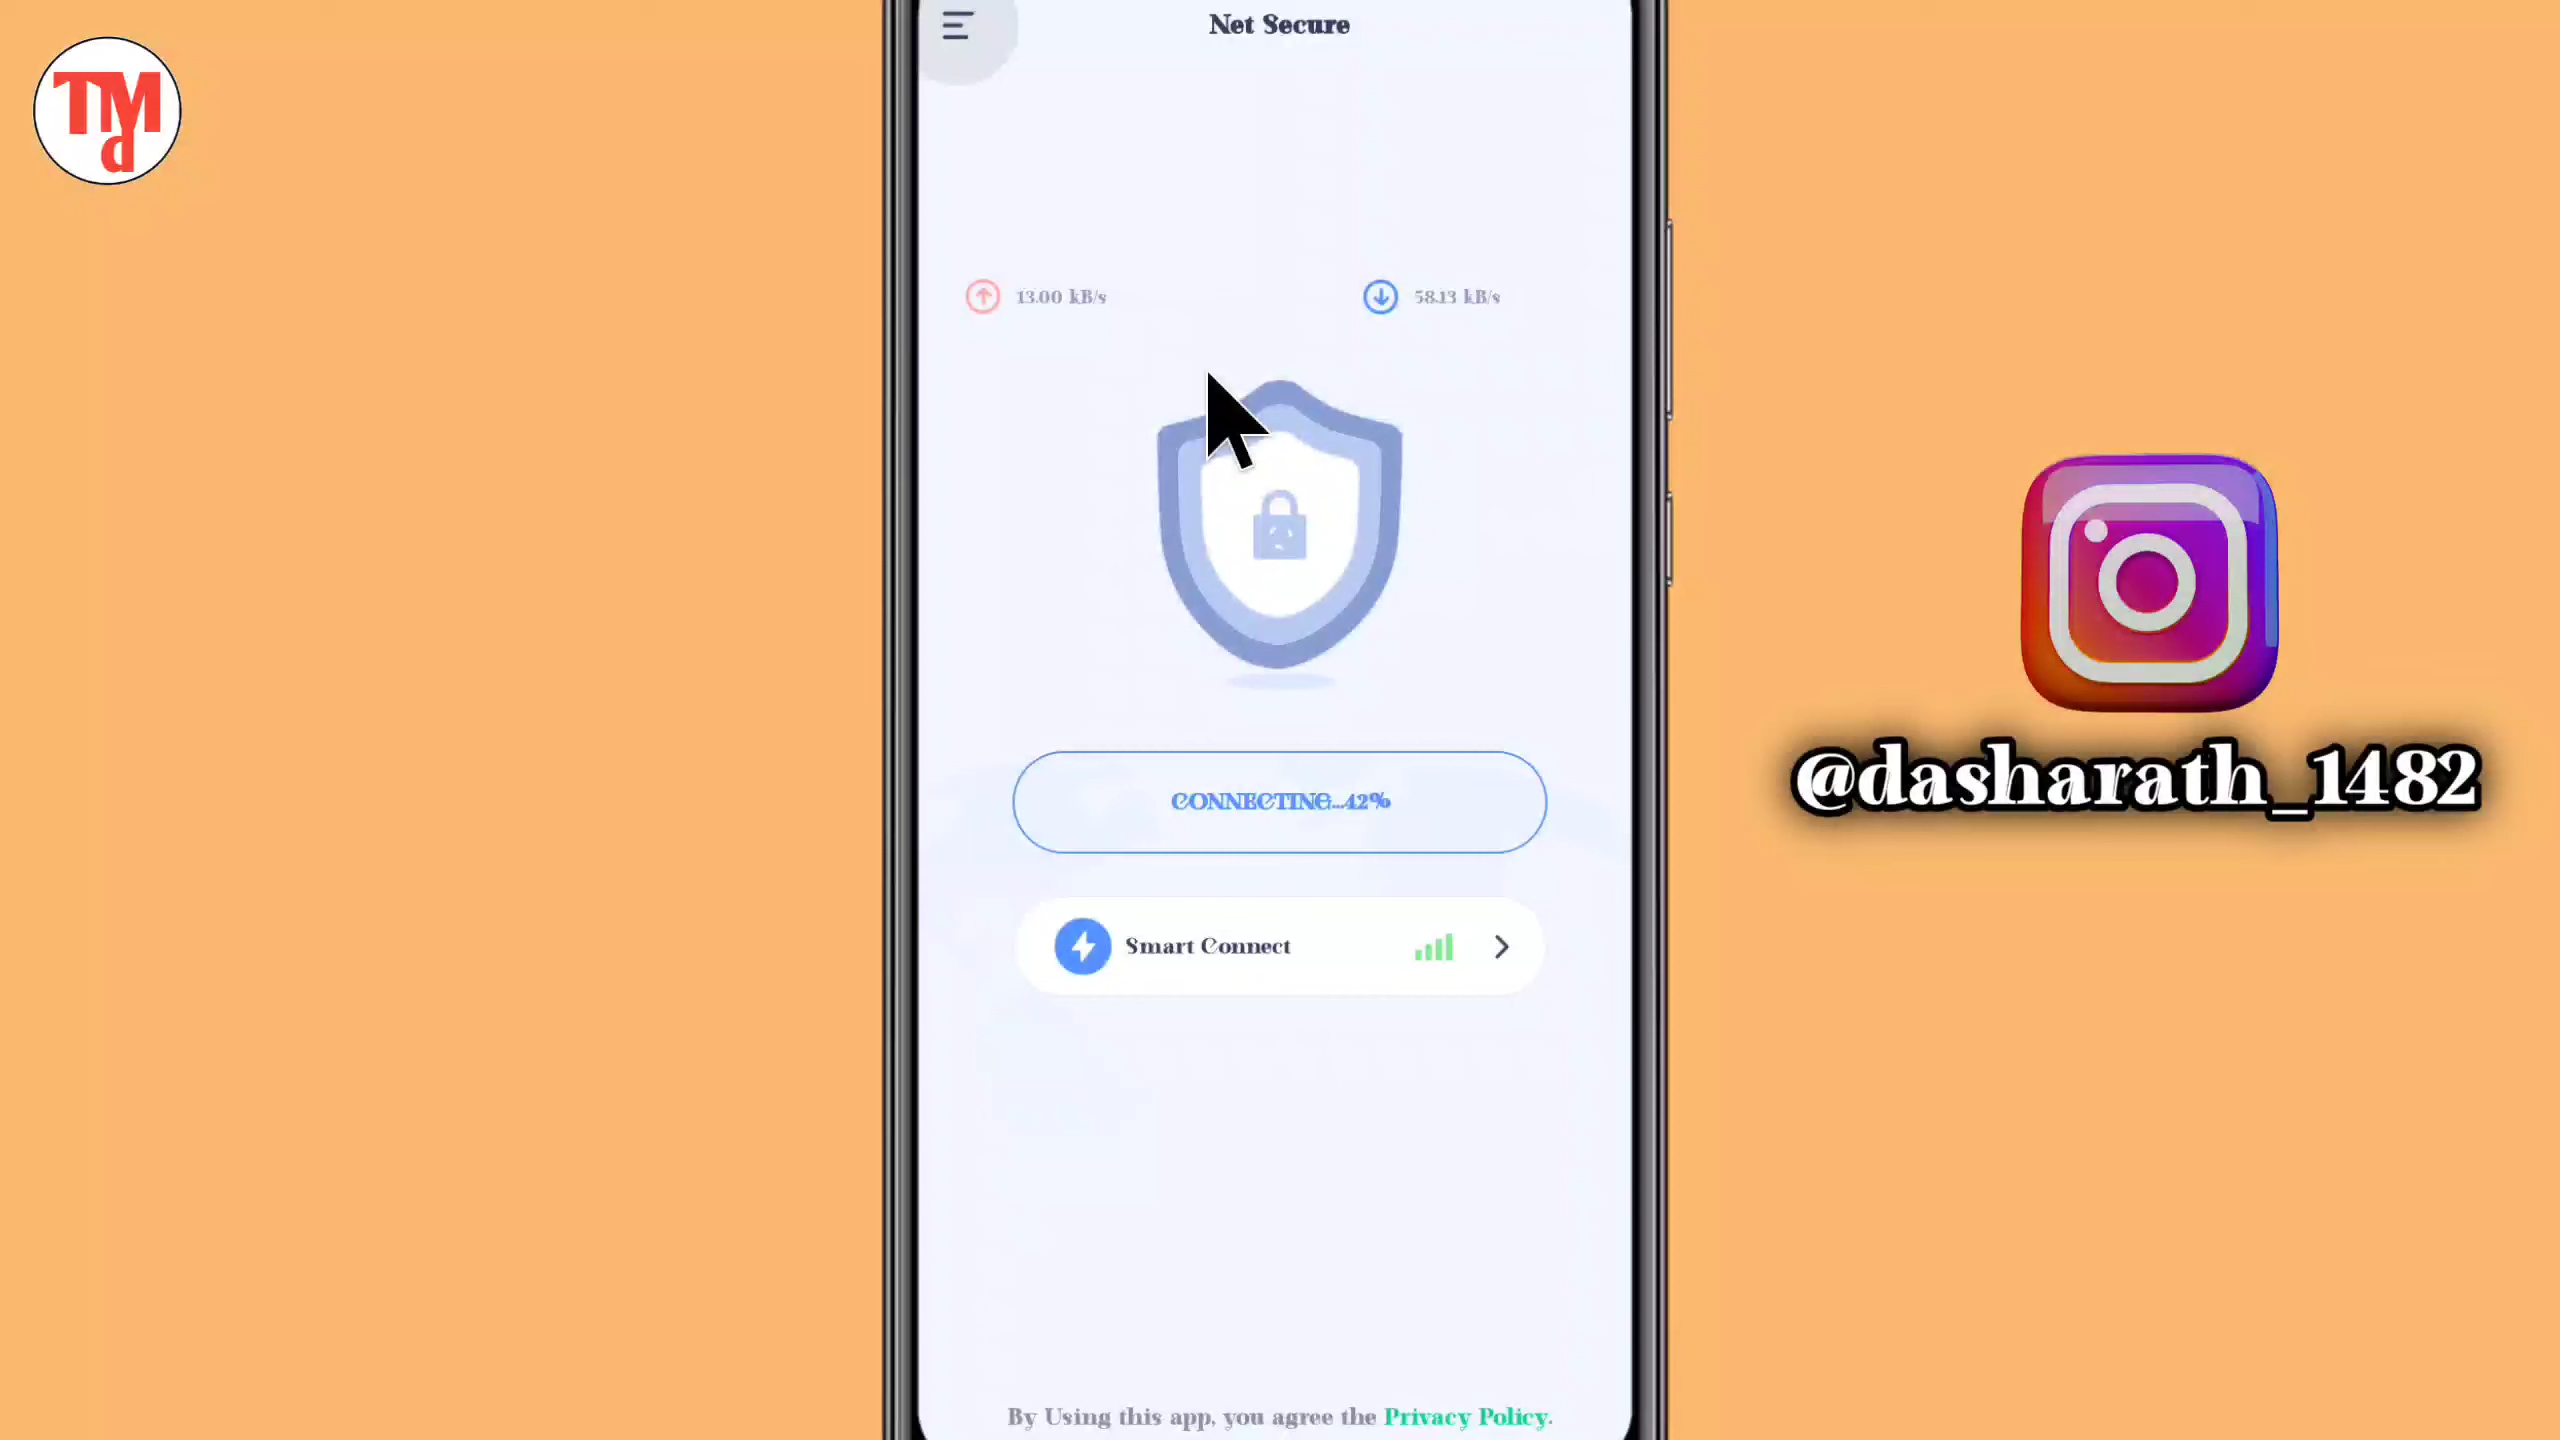 TMd
Net Secure
13.00 kB/s
58.13 kB/s
CONNECTING...42%
Smart Connect
@dasharath_1482
By Using this app, you agree the Privacy Policy.